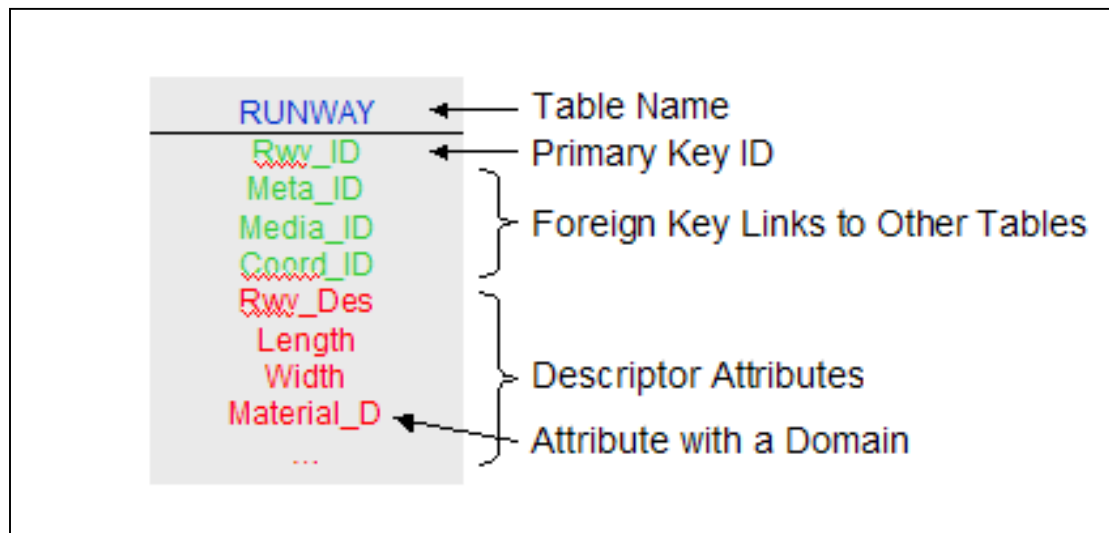 RUNWAY
Rwy_ID
Meta_ID
Media_ID
Coord_ID
Rwy_Des
Length
Width
Material_D
...
Table Name
Primary Key ID
Foreign Key Links to Other Tables
Descriptor Attributes
Attribute with a Domain